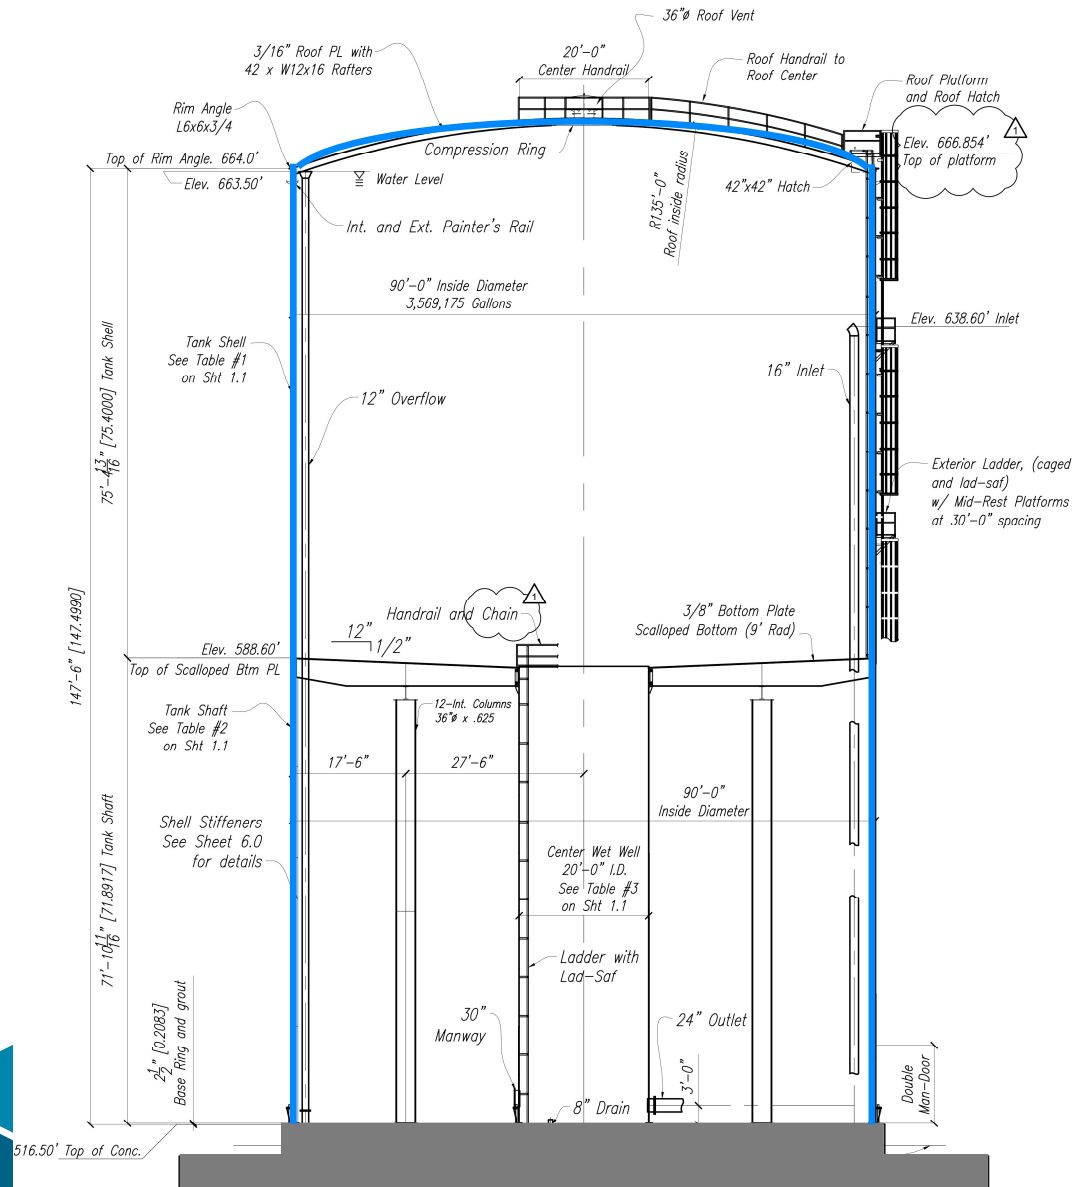 36"ø Roof Vent
3/16" Roof PL with
42 x W12x16 Rafters
20'-0"
Center Handrail
Roof Handrail to
Roof Center
Roof Platform
and Roof Hatch
Rim Angle
L6x6x3/4
1
Elev. 666.854'
Top of platform
Compression Ring
Top of Rim Angle. 664.0'
Elev. 663.50'
Water Level
42"x42" Hatch
R135'-0"
Roof inside radius
Int. and Ext. Painter's Rail
90'-0" Inside Diameter
3,569,175 Gallons
Elev. 638.60' Inlet
Tank Shell
See Table #1
on Sht 1.1
16" Inlet
12" Overflow
75'-4 13/16" [75.4000] Tank Shell
Exterior Ladder, (caged
and lad-saf)
w/ Mid-Rest Platforms
at 30'-0" spacing
147'-6" [147.4990]
1
Handrail and Chain
3/8" Bottom Plate
Scalloped Bottom (9' Rad)
12"
1/2"
Elev. 588.60'
Top of Scalloped Btm PL
Tank Shaft
See Table #2
on Sht 1.1
12-Int. Columns
36"ø x .625
17'-6"
27'-6"
90'-0"
Inside Diameter
Shell Stiffeners
See Sheet 6.0
for details
Center Wet Well
20'-0" I.D.
See Table #3
on Sht 1.1
71'-10 11/16" [71.8917] Tank Shaft
Ladder with
Lad-Saf
2 1/2" [0.2083]
Base Ring and grout
30"
Manway
24" Outlet
3'-0"
Double
Man-Door
8" Drain
516.50' Top of Conc.